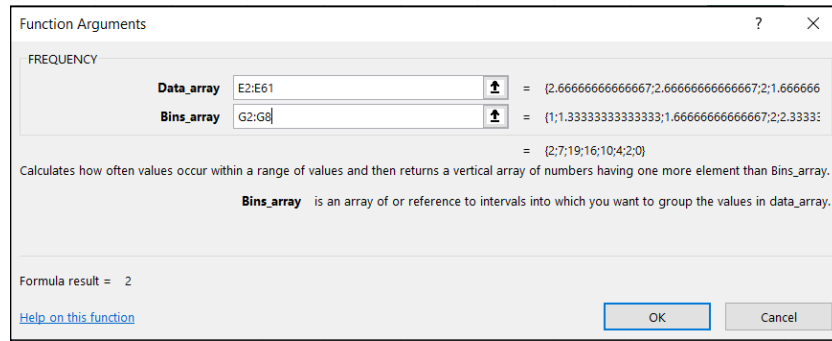 Function Arguments ? ×
FREQUENCY
Data_array E2:E61 = {2.66666666666667;2.66666666666667;2;1.666666
Bins_array G2:G8 = {1;1.33333333333333;1.66666666666667;2;2.33333
= {2;7;19;16;10;4;2;0}
Calculates how often values occur within a range of values and then returns a vertical array of numbers having one more element than Bins_array.
Bins_array is an array of or reference to intervals into which you want to group the values in data_array.
Formula result = 2
Help on this function OK Cancel